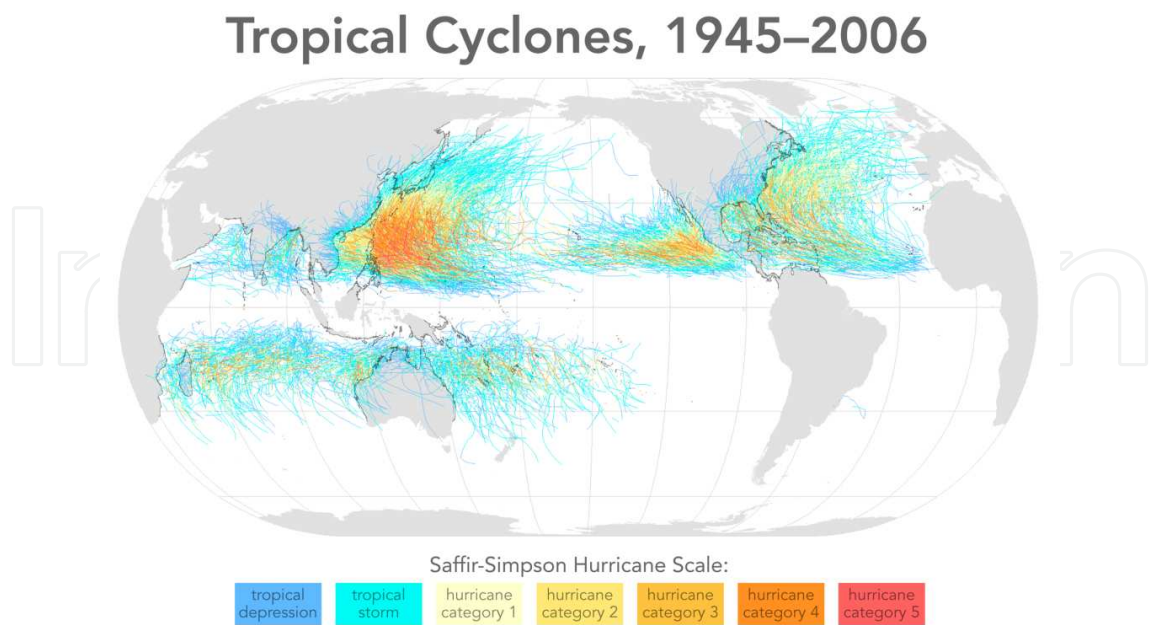 Tropical Cyclones, 1945–2006
Saffir-Simpson Hurricane Scale:
tropical depression
tropical storm
hurricane category 1
hurricane category 2
hurricane category 3
hurricane category 4
hurricane category 5